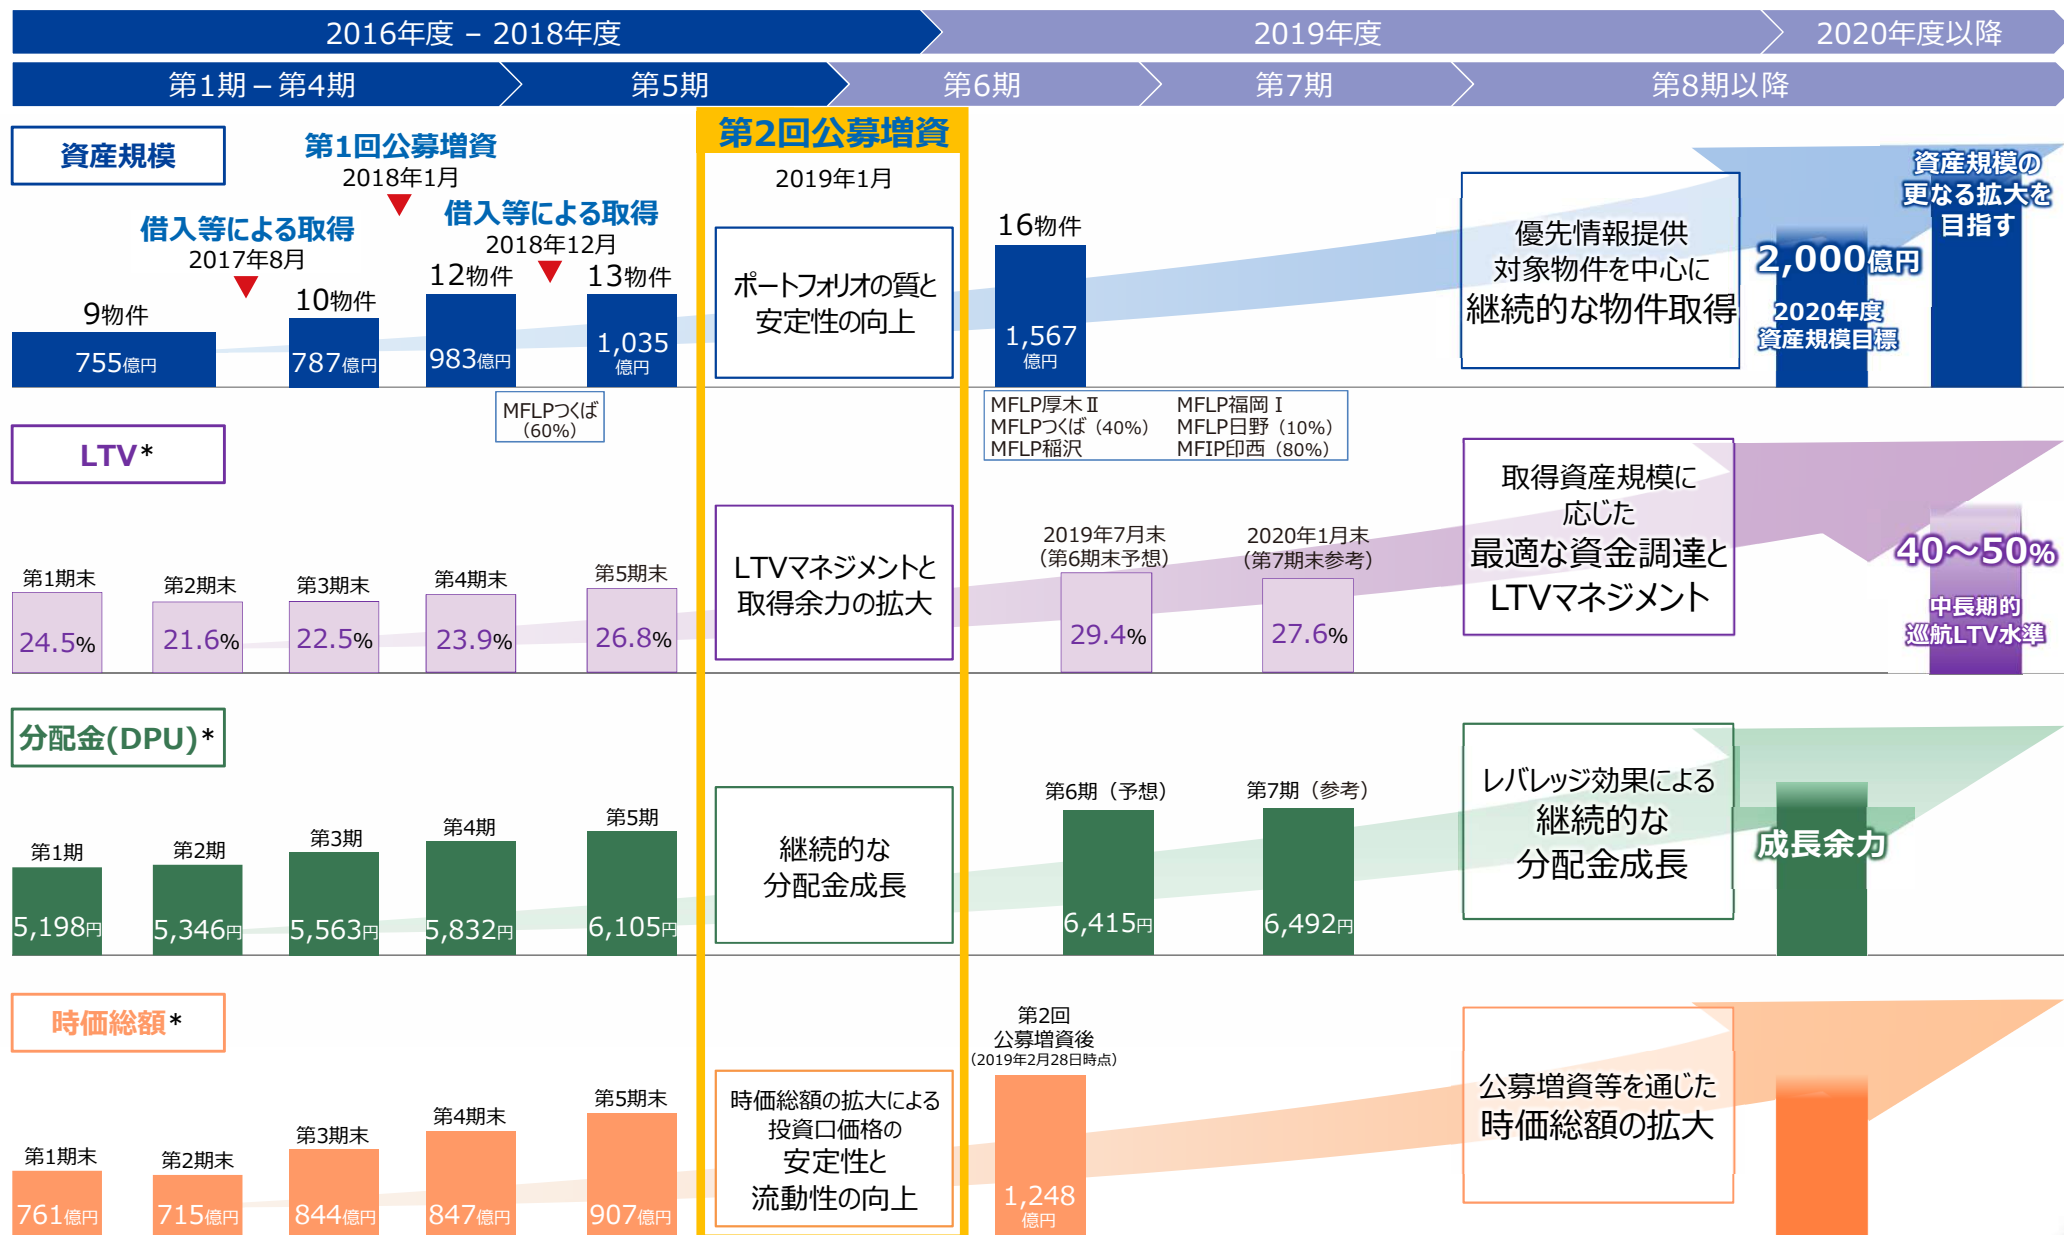 2016年度 – 2018年度
2019年度
2020年度以降
第1期 – 第4期
第5期
第6期
第7期
第8期以降
資産規模
第1回公募増資
2018年1月
借入等による取得
2017年8月
借入等による取得
2018年12月
9物件
755億円
10物件
787億円
12物件
983億円
13物件
1,035
億円
MFLPつくば
(60%)
第2回公募増資
2019年1月
ポートフォリオの質と
安定性の向上
16物件
1,567
億円
MFLP厚木Ⅱ
MFLPつくば (40%)
MFLP稲沢
MFLP福岡Ⅰ
MFLP日野 (10%)
MFIP印西 (80%)
優先情報提供
対象物件を中心に
継続的な物件取得
2,000億円
2020年度
資産規模目標
資産規模の
更なる拡大を
目指す
LTV*
第1期末
24.5%
第2期末
21.6%
第3期末
22.5%
第4期末
23.9%
第5期末
26.8%
LTVマネジメントと
取得余力の拡大
2019年7月末
(第6期末予想)
29.4%
2020年1月末
(第7期末参考)
27.6%
取得資産規模に
応じた
最適な資金調達と
LTVマネジメント
40～50%
中長期的
巡航LTV水準
分配金(DPU)*
第1期
5,198円
第2期
5,346円
第3期
5,563円
第4期
5,832円
第5期
6,105円
継続的な
分配金成長
第6期（予想）
6,415円
第7期（参考）
6,492円
レバレッジ効果による
継続的な
分配金成長
成長余力
時価総額*
第1期末
761億円
第2期末
715億円
第3期末
844億円
第4期末
847億円
第5期末
907億円
時価総額の拡大による
投資口価格の
安定性と
流動性の向上
第2回
公募増資後
(2019年2月28日時点)
1,248
億円
公募増資等を通じた
時価総額の拡大